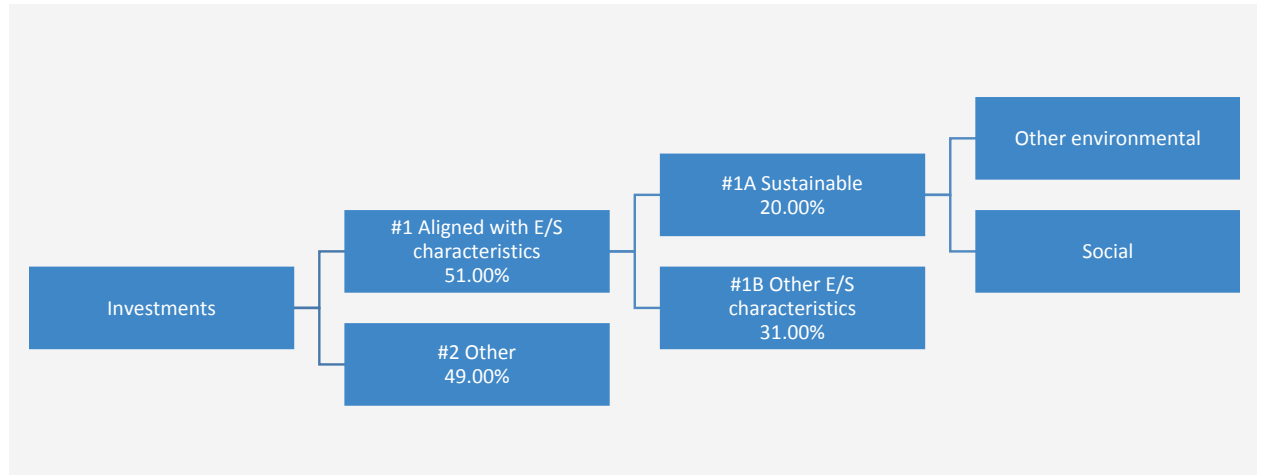 Investments
#1 Aligned with E/S
characteristics
51.00%
#2 Other
49.00%
#1A Sustainable
20.00%
#1B Other E/S
characteristics
31.00%
Other environmental
Social